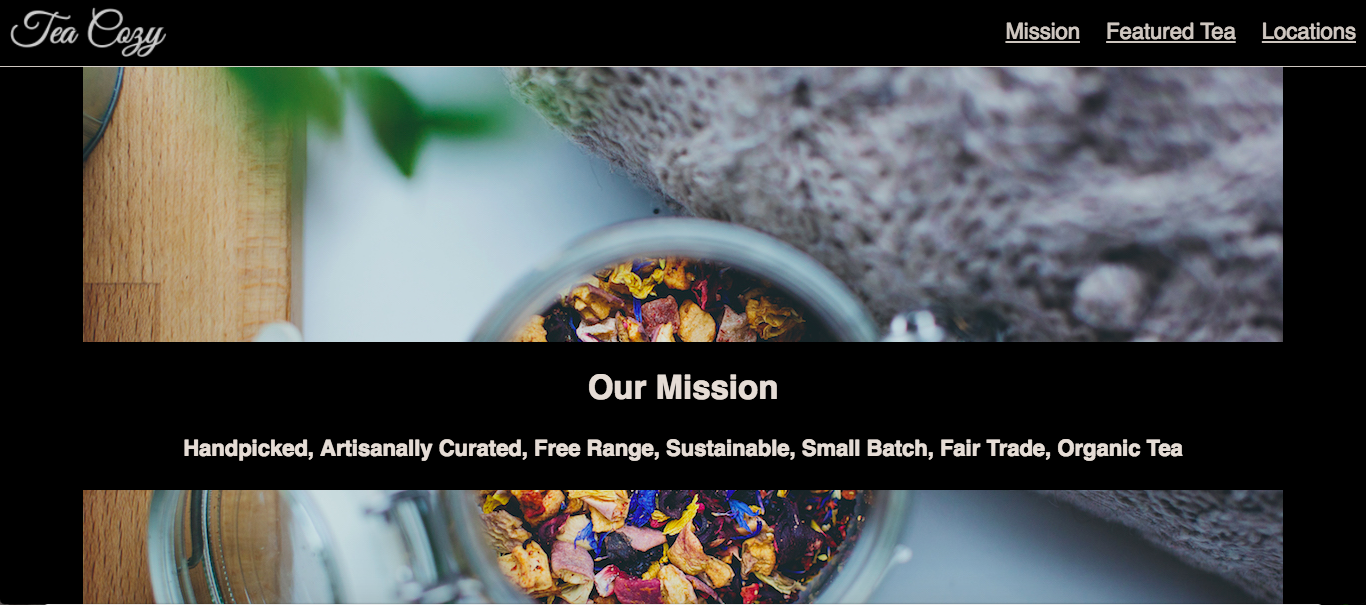 Tea Cozy
Mission Featured Tea Locations
Our Mission
Handpicked, Artisanally Curated, Free Range, Sustainable, Small Batch, Fair Trade, Organic Tea